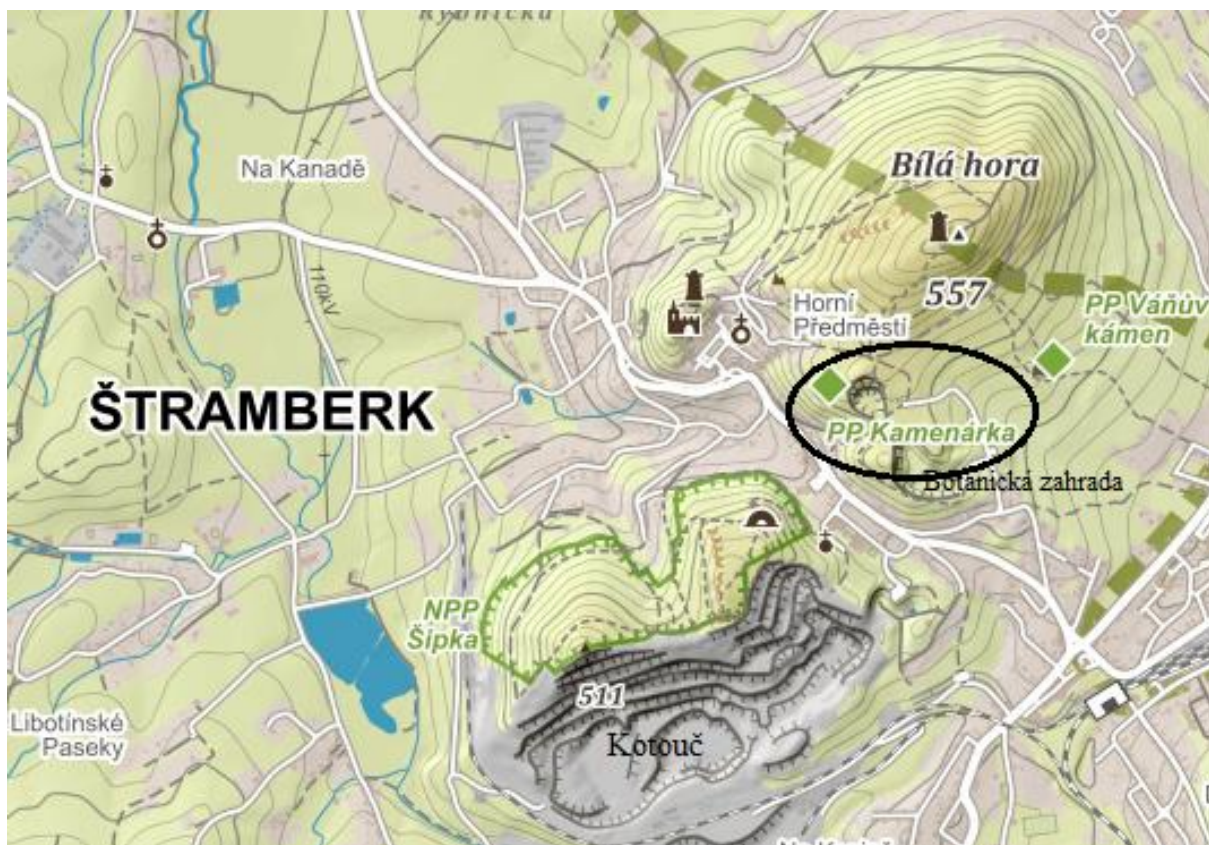 Rybníčka
Na Kanadě
Bílá hora
110kV
557
Horní
Předměstí
PP Váňův
kámen
ŠTRAMBERK
PP Kamenárka
Botanická zahrada
NPP
Šipka
511
Kotouč
Libotínské
Paseky